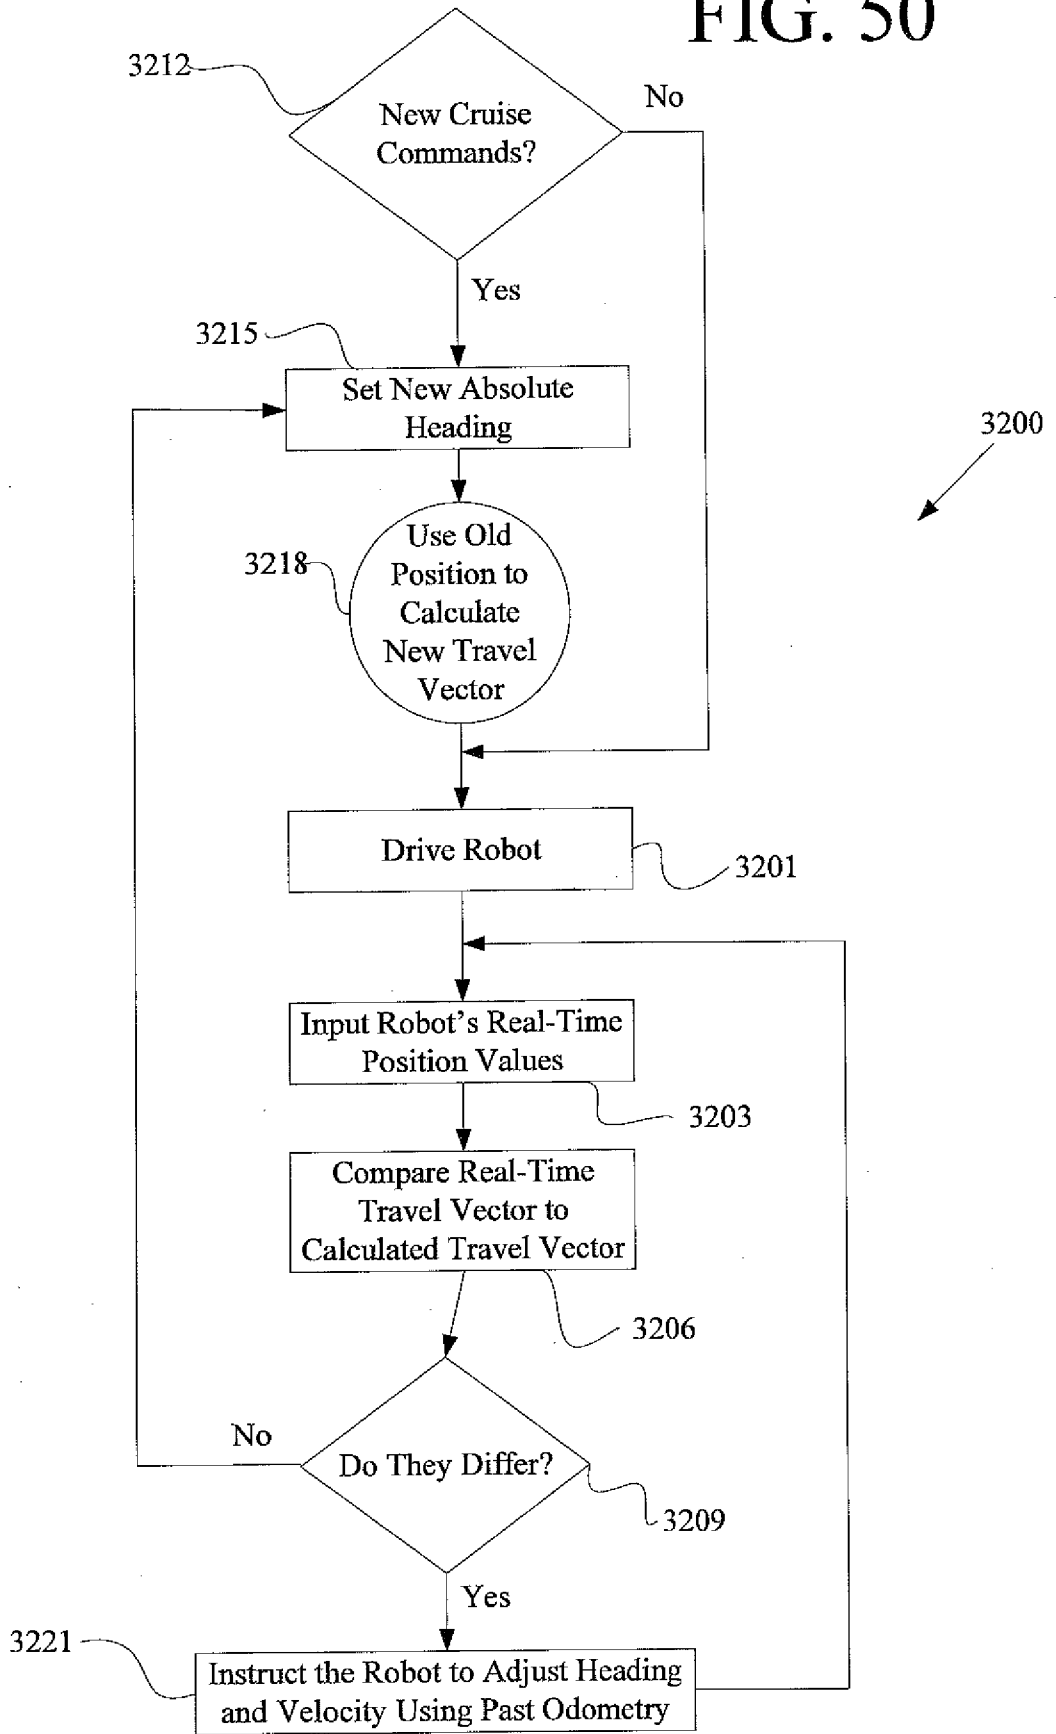 FIG. 50
3212
No
New Cruise
Commands?
Yes
3215
Set New Absolute
Heading
3200
3218
Use Old
Position to
Calculate
New Travel
Vector
Drive Robot
3201
Input Robot's Real-Time
Position Values
3203
Compare Real-Time
Travel Vector to
Calculated Travel Vector
3206
No
Do They Differ?
3209
Yes
3221
Instruct the Robot to Adjust Heading
and Velocity Using Past Odometry